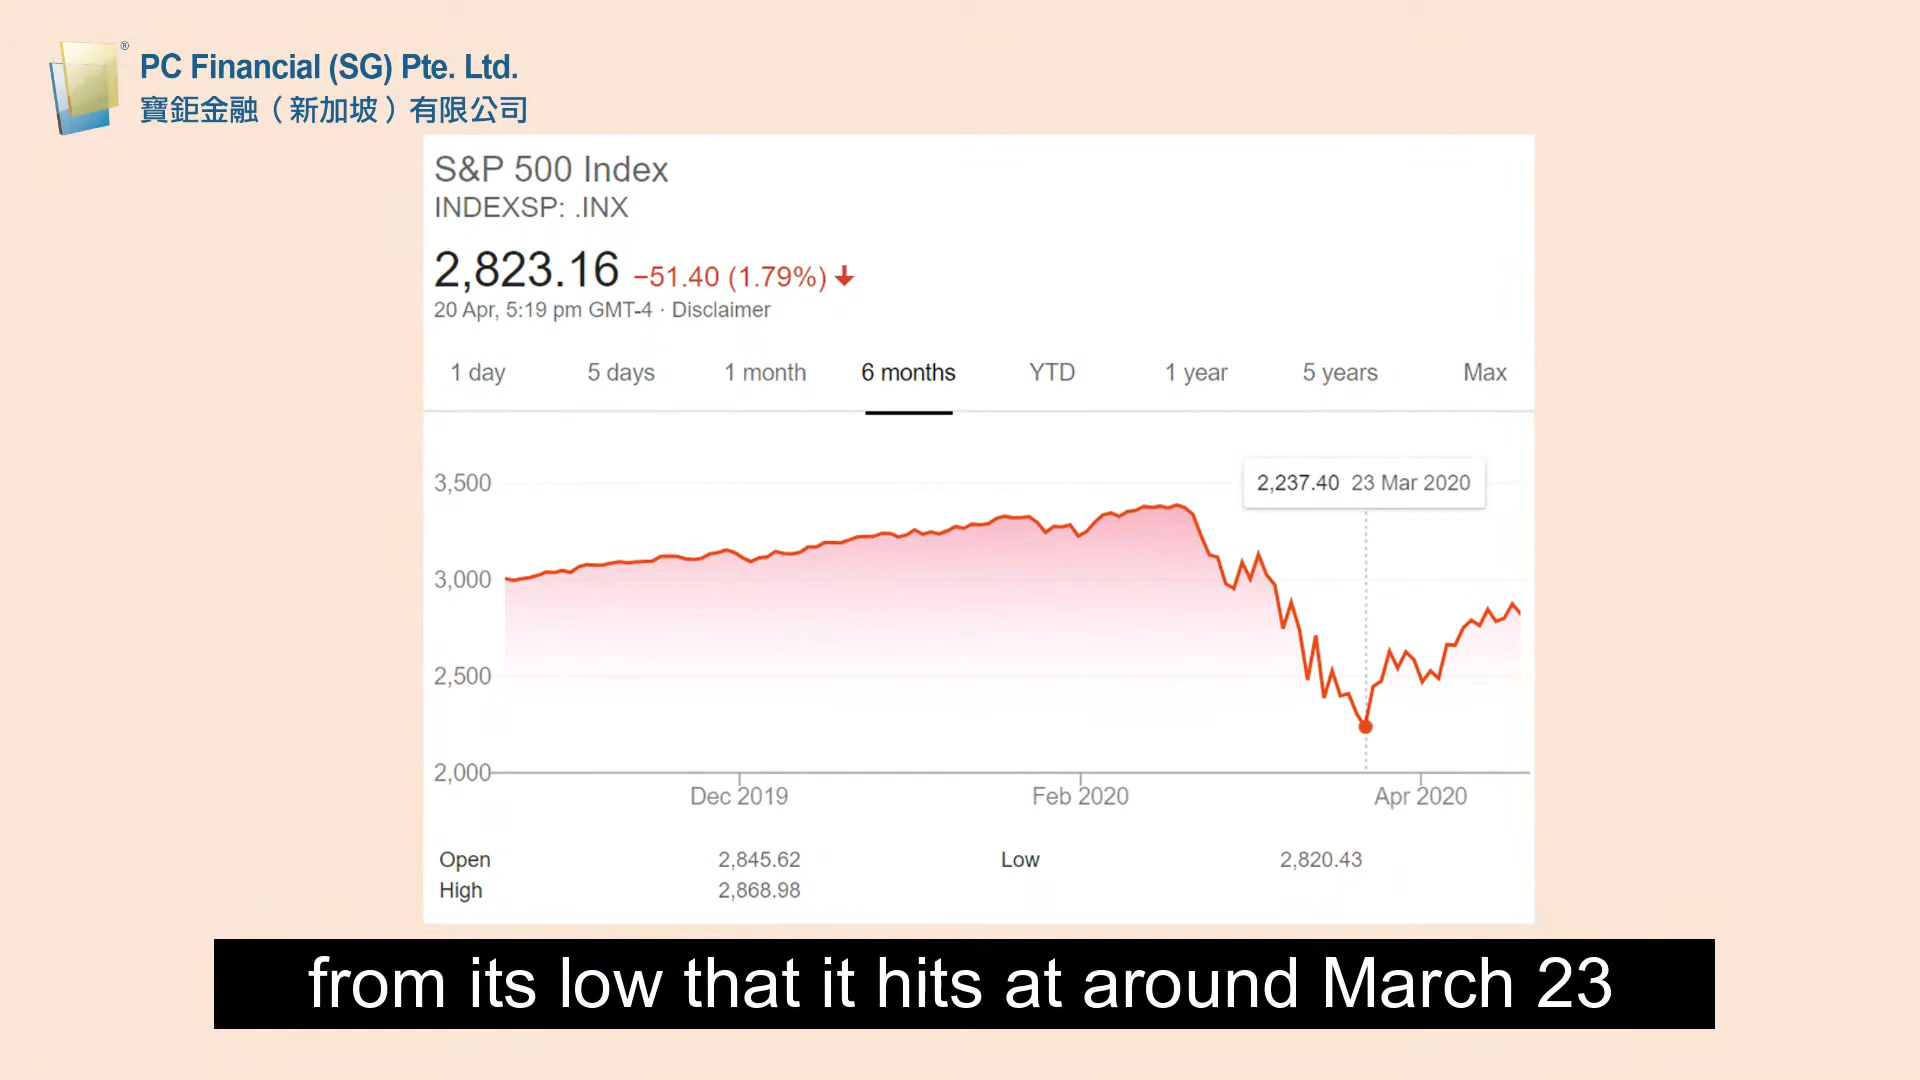 ®
PC Financial (SG) Pte. Ltd.
寶鉅金融（新加坡）有限公司
S&P 500 Index
INDEXSP: .INX
2,823.16 −51.40 (1.79%)
20 Apr, 5:19 pm GMT-4 · Disclaimer
1 day 5 days 1 month 6 months YTD 1 year 5 years Max
2,237.40 23 Mar 2020
3,500
3,000
2,500
2,000
Dec 2019 Feb 2020 Apr 2020
Open 2,845.62 Low 2,820.43
High 2,868.98
from its low that it hits at around March 23